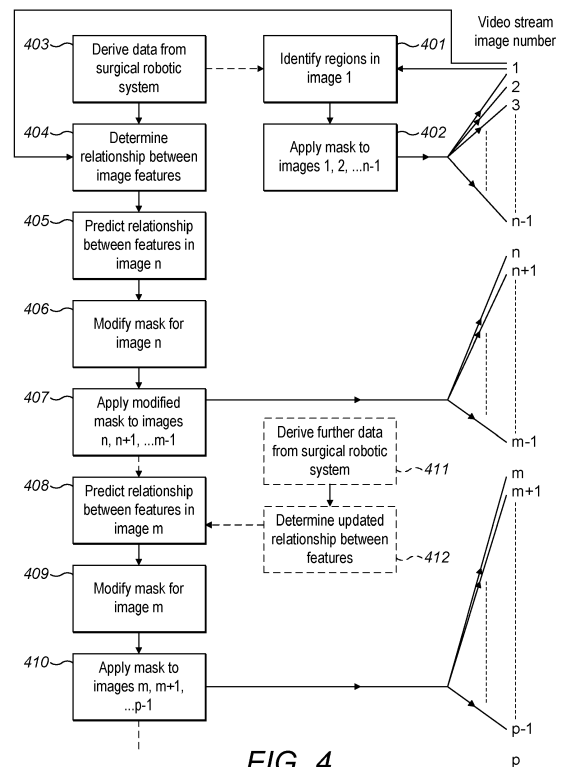 Video stream
image number
403
Derive data from
surgical robotic
system
401
Identify regions in
image 1
1
2
3
404
Determine
relationship between
image features
402
Apply mask to
images 1, 2, ...n-1
n-1
405
Predict relationship
between features in
image n
n
n+1
406
Modify mask for
image n
407
Apply modified
mask to images
n, n+1, ...m-1
m-1
Derive further data
from surgical robotic
system
411
408
Predict relationship
between features in
image m
m
m+1
Determine updated
relationship between
features
412
409
Modify mask for
image m
410
Apply mask to
images m, m+1,
...p-1
p-1
p
FIG. 4